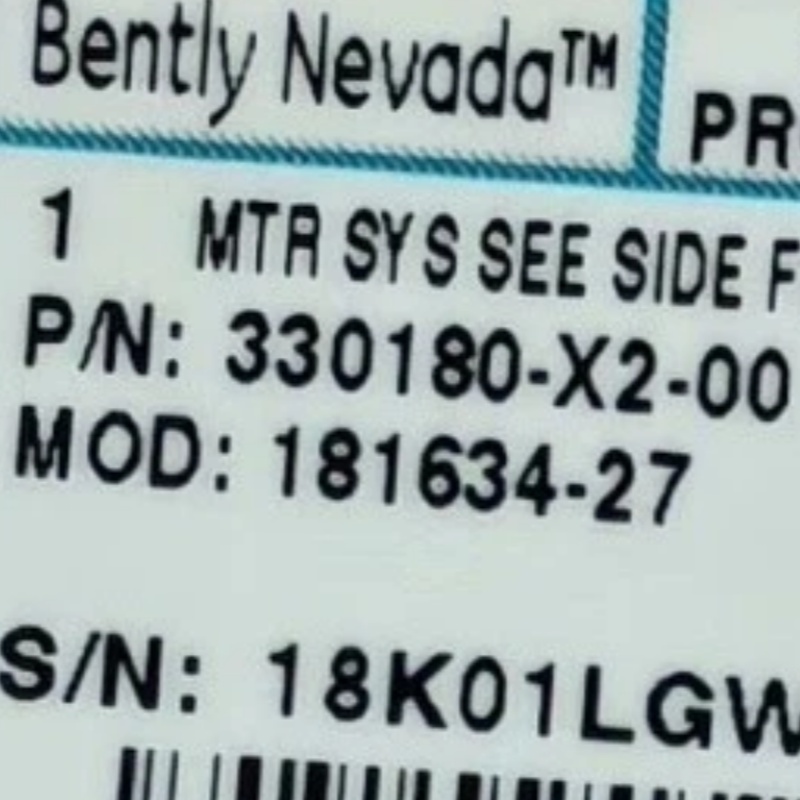 Bently Nevada™
PR
1 MTR SYS SEE SIDE F
P/N: 330180-X2-00
MOD: 181634-27
S/N: 18K01LGW